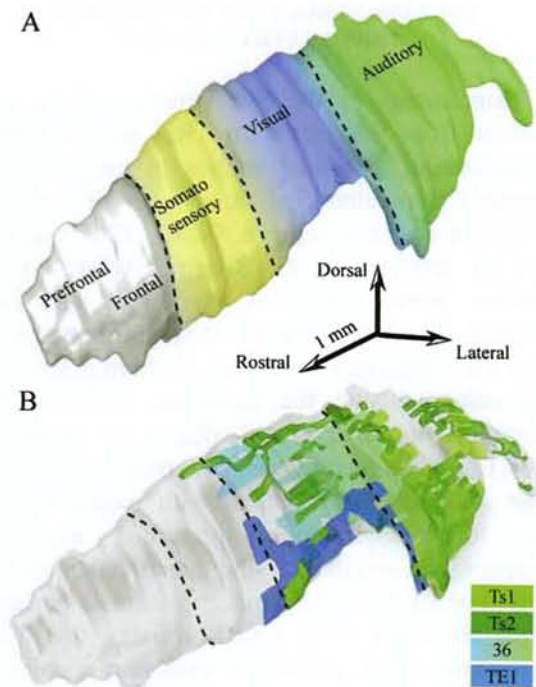 A
Auditory
Visual
Somato
sensory
Prefrontal
Frontal
Dorsal
1 mm
Rostral
Lateral
B
Ts1
Ts2
36
TE1